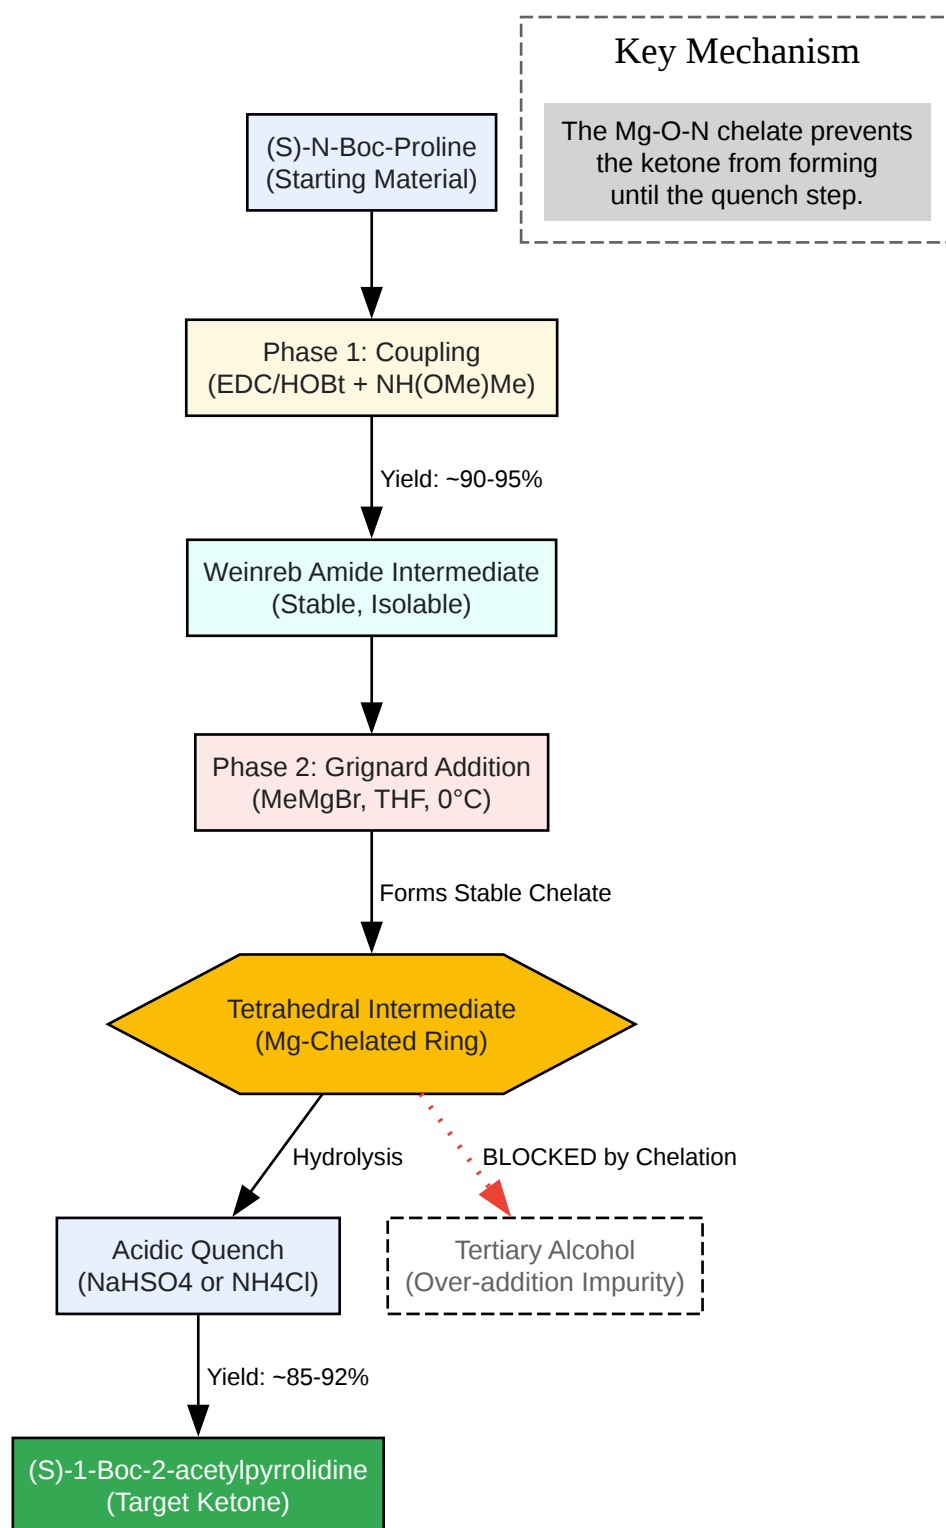 Key Mechanism
The Mg-O-N chelate prevents
the ketone from forming
until the quench step.
(S)-N-Boc-Proline
(Starting Material)
Phase 1: Coupling
(EDC/HOBt + NH(OMe)Me)
Yield: ~90-95%
Weinreb Amide Intermediate
(Stable, Isolable)
Phase 2: Grignard Addition
(MeMgBr, THF, 0°C)
Forms Stable Chelate
Tetrahedral Intermediate
(Mg-Chelated Ring)
Hydrolysis
BLOCKED by Chelation
Acidic Quench
(NaHSO4 or NH4Cl)
Tertiary Alcohol
(Over-addition Impurity)
Yield: ~85-92%
(S)-1-Boc-2-acetylpyrrolidine
(Target Ketone)